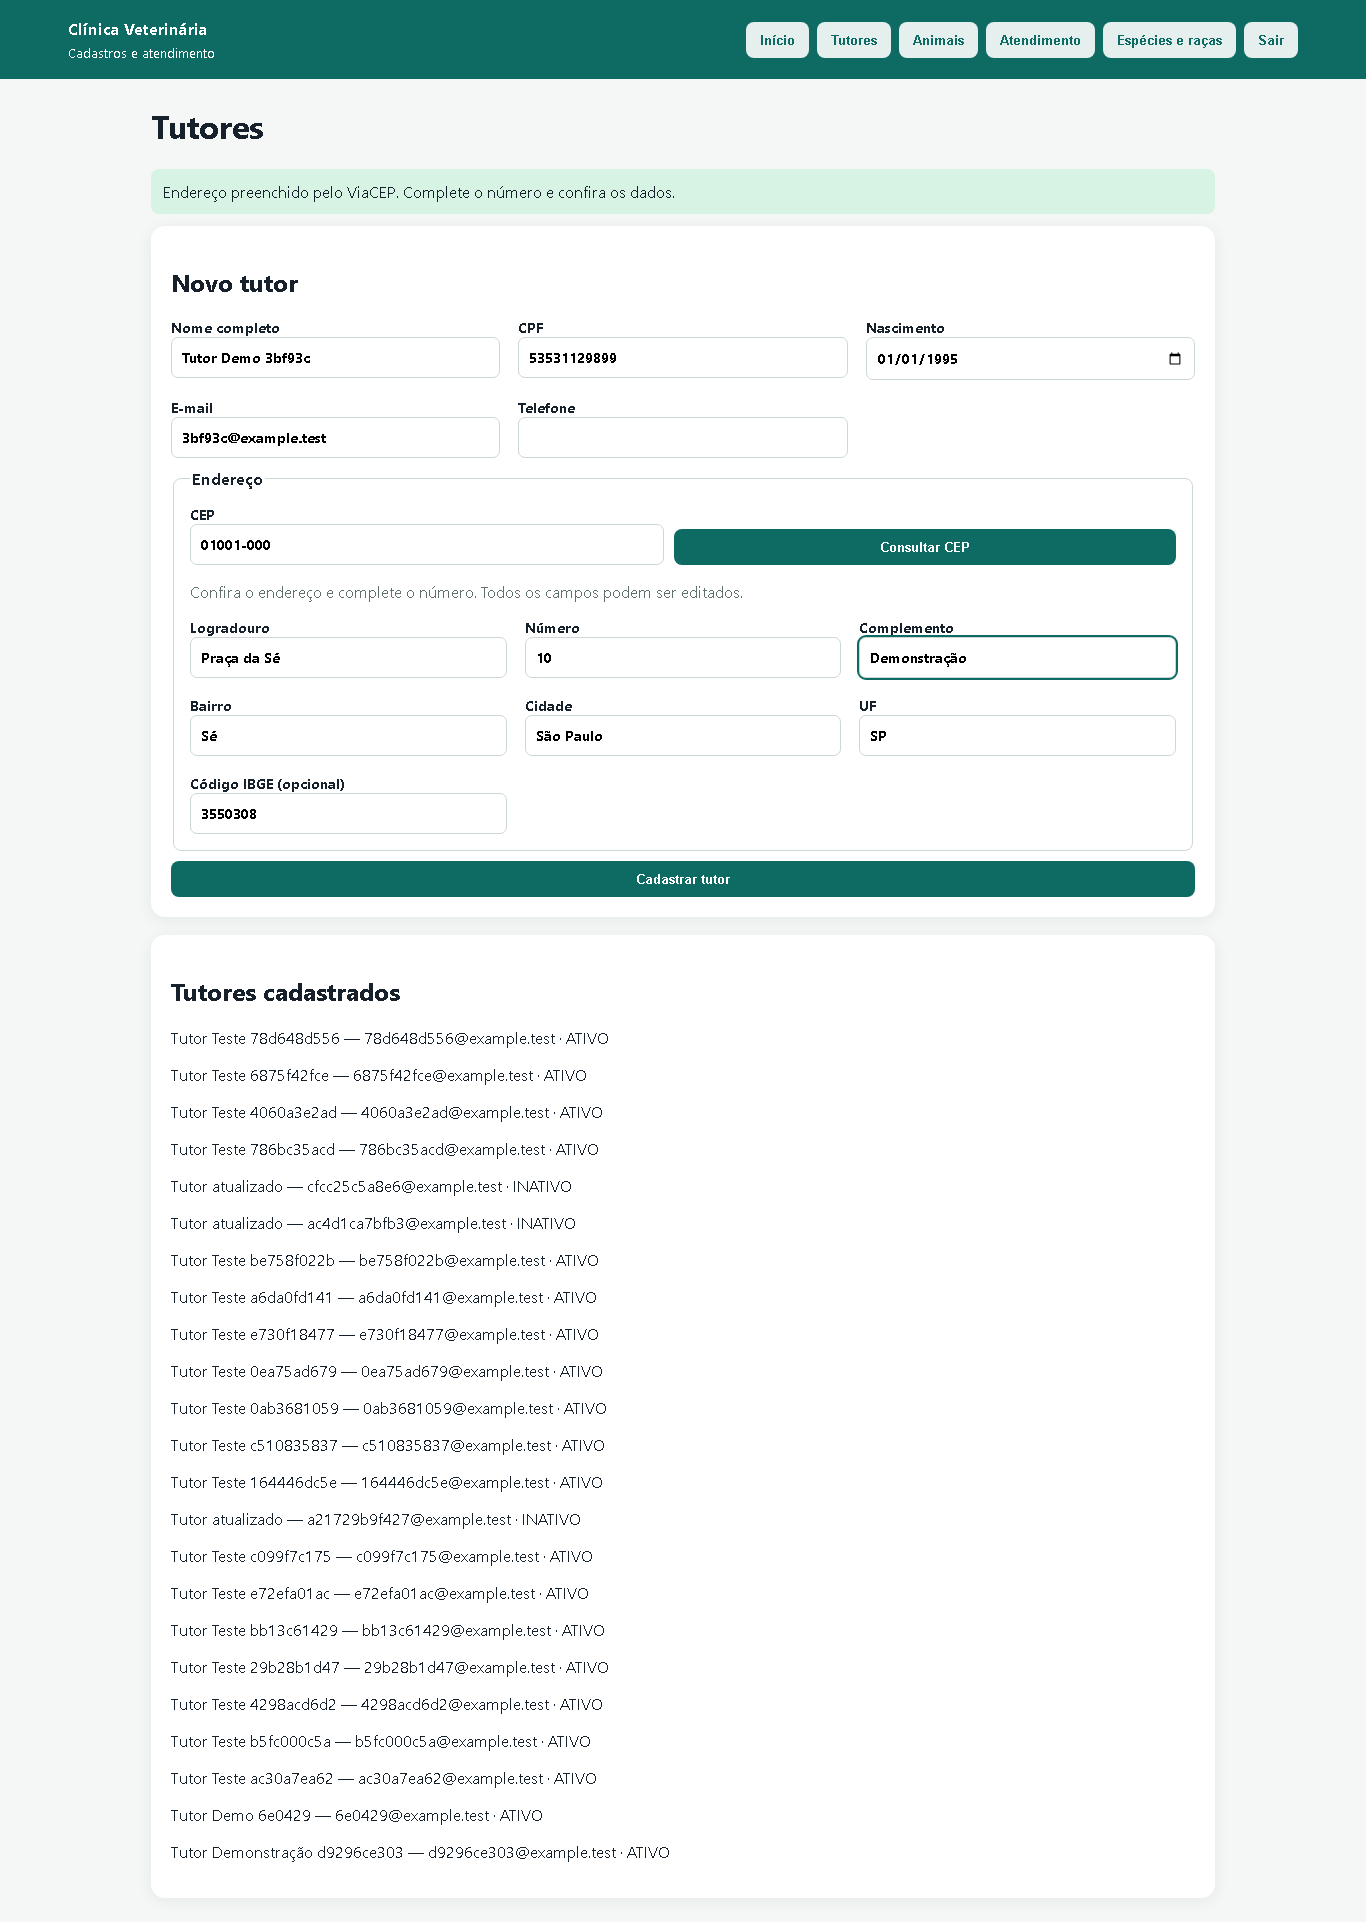 Clínica Veterinária
Cadastros e atendimento
Início Tutores Animais Atendimento Espécies e raças Sair
Tutores
Endereço preenchido pelo ViaCEP. Complete o número e confira os dados.
Novo tutor
Nome completo CPF Nascimento
Tutor Demo 3bf93c 53531129899 01/01/1995
E-mail Telefone
3bf93c@example.test
Endereço
CEP
01001-000 Consultar CEP
Confira o endereço e complete o número. Todos os campos podem ser editados.
Logradouro Número Complemento
Praça da Sé 10 Demonstração
Bairro Cidade UF
Sé São Paulo SP
Código IBGE (opcional)
3550308
Cadastrar tutor
Tutores cadastrados
Tutor Teste 78d648d556 — 78d648d556@example.test · ATIVO
Tutor Teste 6875f42fce — 6875f42fce@example.test · ATIVO
Tutor Teste 4060a3e2ad — 4060a3e2ad@example.test · ATIVO
Tutor Teste 786bc35acd — 786bc35acd@example.test · ATIVO
Tutor atualizado — cfcc25c5a8e6@example.test · INATIVO
Tutor atualizado — ac4d1ca7bfb3@example.test · INATIVO
Tutor Teste be758f022b — be758f022b@example.test · ATIVO
Tutor Teste a6da0fd141 — a6da0fd141@example.test · ATIVO
Tutor Teste e730f18477 — e730f18477@example.test · ATIVO
Tutor Teste 0ea75ad679 — 0ea75ad679@example.test · ATIVO
Tutor Teste 0ab3681059 — 0ab3681059@example.test · ATIVO
Tutor Teste c510835837 — c510835837@example.test · ATIVO
Tutor Teste 164446dc5e — 164446dc5e@example.test · ATIVO
Tutor atualizado — a21729b9f427@example.test · INATIVO
Tutor Teste c099f7c175 — c099f7c175@example.test · ATIVO
Tutor Teste e72efa01ac — e72efa01ac@example.test · ATIVO
Tutor Teste bb13c61429 — bb13c61429@example.test · ATIVO
Tutor Teste 29b28b1d47 — 29b28b1d47@example.test · ATIVO
Tutor Teste 4298acd6d2 — 4298acd6d2@example.test · ATIVO
Tutor Teste b5fc000c5a — b5fc000c5a@example.test · ATIVO
Tutor Teste ac30a7ea62 — ac30a7ea62@example.test · ATIVO
Tutor Demo 6e0429 — 6e0429@example.test · ATIVO
Tutor Demonstração d9296ce303 — d9296ce303@example.test · ATIVO